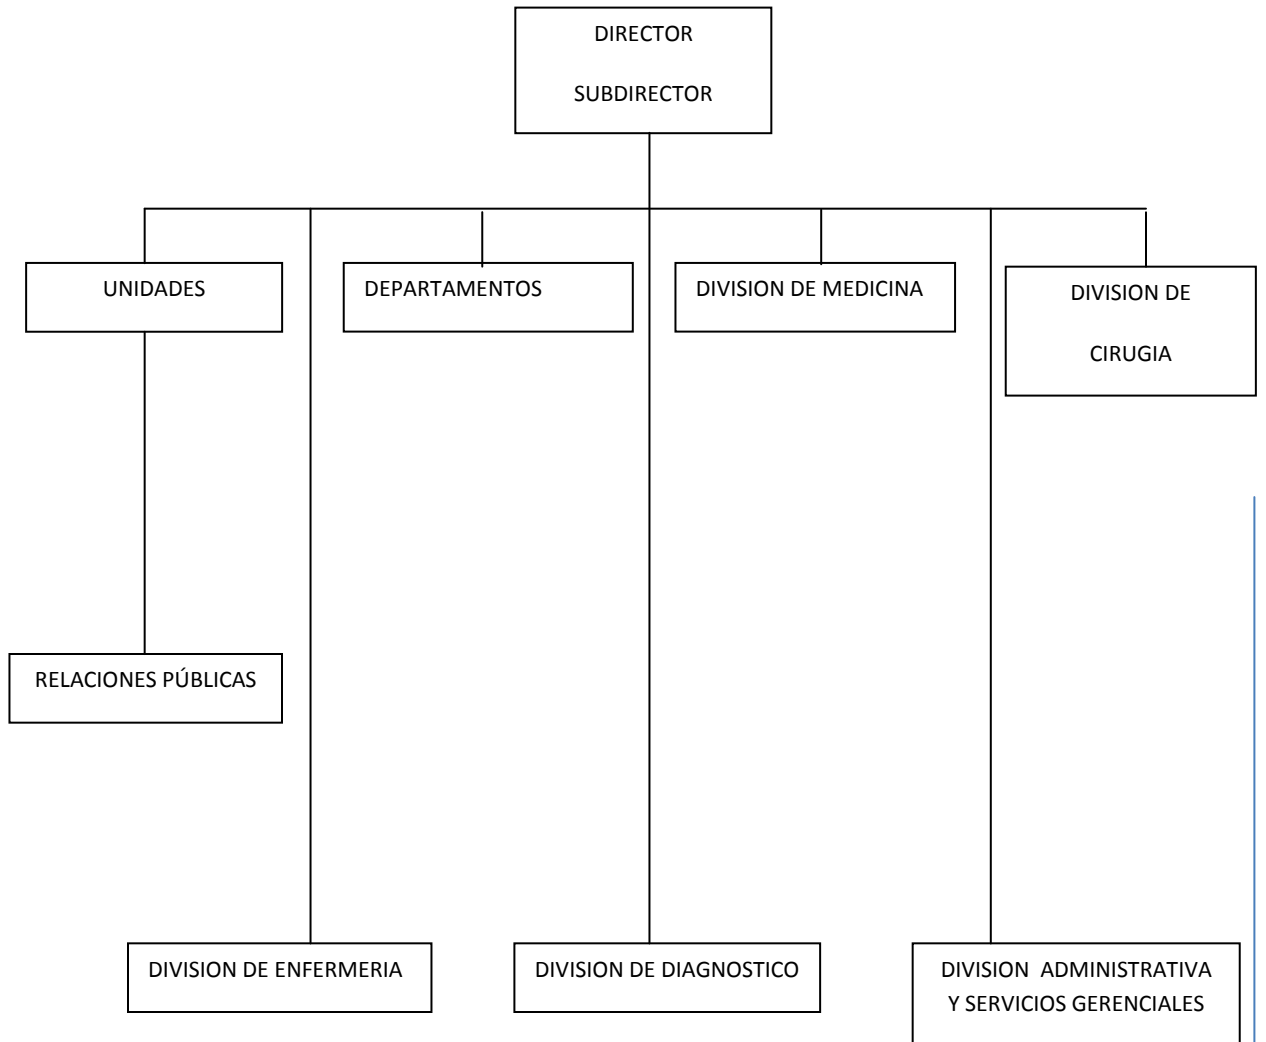 DIRECTOR
SUBDIRECTOR
UNIDADES
DEPARTAMENTOS
DIVISION DE MEDICINA
DIVISION DE
CIRUGIA
RELACIONES PÚBLICAS
DIVISION DE ENFERMERIA
DIVISION DE DIAGNOSTICO
DIVISION ADMINISTRATIVA
Y SERVICIOS GERENCIALES